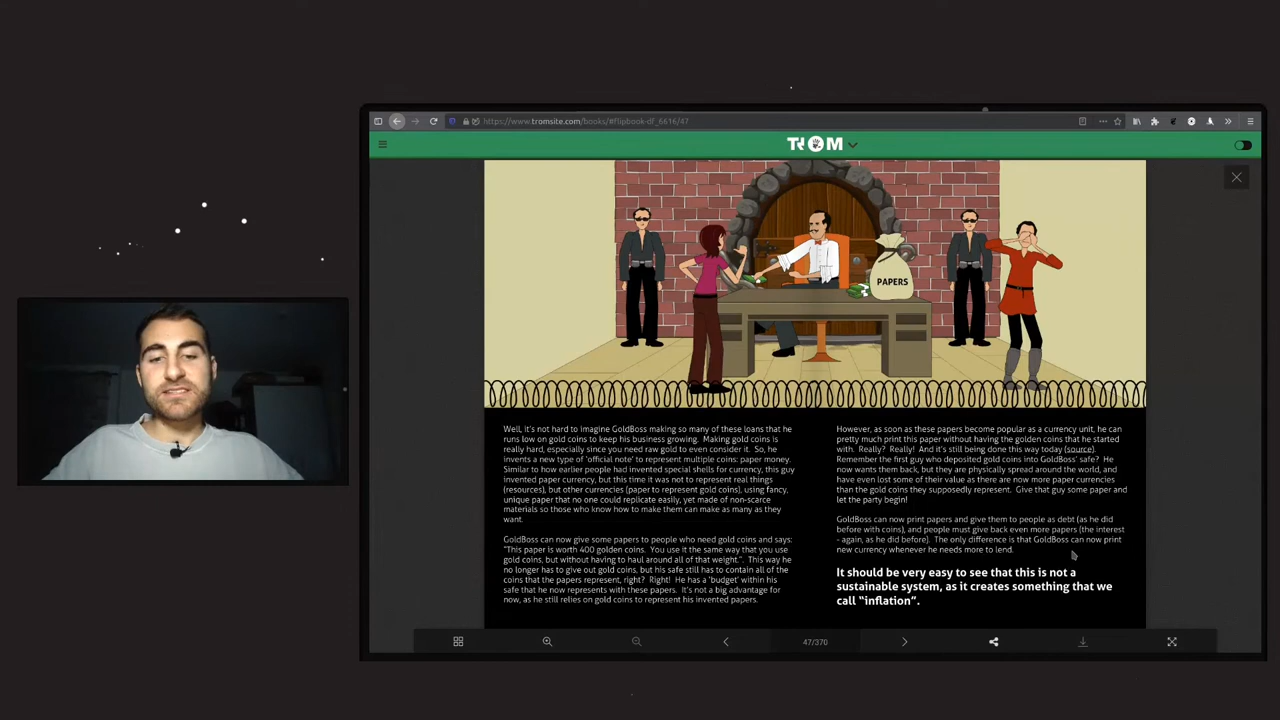 https://www.tromsite.com/books/#flipbook-df_6616/47
TROM
PAPERS
Well, it's not hard to imagine GoldBoss making so many of these loans that he
runs low on gold coins to keep his business growing. Making gold coins is
really hard, especially since you need raw gold to even consider it. So, he
invents a new type of 'official note' to represent multiple coins: paper money.
Similar to how earlier people had invented special shells for currency, this guy
invented paper currency, but this time it was not to represent real things
(resources), but other currencies (paper to represent gold coins), using fancy,
unique paper that no one could replicate easily, yet made of non-scarce
materials so those who know how to make them can make as many as they
want.
GoldBoss can now give some papers to people who need gold coins and says:
"This paper is worth 400 golden coins. You use it the same way that you use
gold coins, but without having to haul around all of that weight.". This way he
no longer has to give out gold coins, but his safe still has to contain all of the
coins that the papers represent, right? Right! He has a 'budget' within his
safe that he now represents with these papers. It's not a big advantage for
now, as he still relies on gold coins to represent his invented papers.
However, as soon as these papers become popular as a currency unit, he can
pretty much print this paper without having the golden coins that he started
with. Really? Really! And it's still being done this way today (source).
Remember the first guy who deposited gold coins into GoldBoss' safe? He
now wants them back, but they are physically spread around the world, and
have even lost some of their value as there are now more paper currencies
than the gold coins they supposedly represent. Give that guy some paper and
let the party begin!
GoldBoss can now print papers and give them to people as debt (as he did
before with coins), and people must give back even more papers (the interest
- again, as he did before). The only difference is that GoldBoss can now print
new currency whenever he needs more to lend.
It should be very easy to see that this is not a
sustainable system, as it creates something that we
call "inflation".
47/370